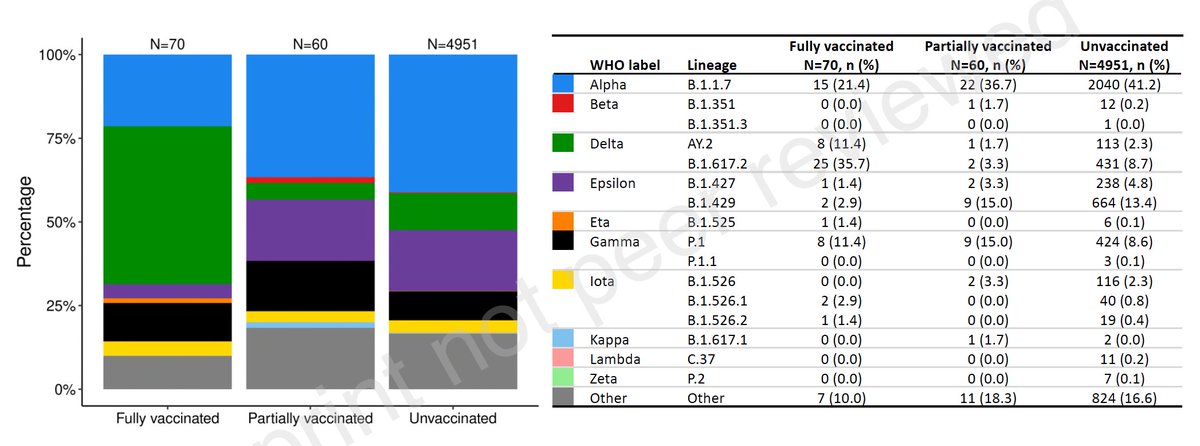 N=70 N=60 N=4951
100%
75%
50%
25%
0%
Percentage
Fully vaccinated Partially vaccinated Unvaccinated
Fully vaccinated Partially vaccinated Unvaccinated
WHO label Lineage N=70, n (%) N=60, n (%) N=4951, n (%)
Alpha B.1.1.7 15 (21.4) 22 (36.7) 2040 (41.2)
Beta B.1.351 0 (0.0) 1 (1.7) 12 (0.2)
B.1.351.3 0 (0.0) 0 (0.0) 1 (0.0)
Delta AY.2 8 (11.4) 1 (1.7) 113 (2.3)
B.1.617.2 25 (35.7) 2 (3.3) 431 (8.7)
Epsilon B.1.427 1 (1.4) 2 (3.3) 238 (4.8)
B.1.429 2 (2.9) 9 (15.0) 664 (13.4)
Eta B.1.525 1 (1.4) 0 (0.0) 6 (0.1)
Gamma P.1 8 (11.4) 9 (15.0) 424 (8.6)
P.1.1 0 (0.0) 0 (0.0) 3 (0.1)
Iota B.1.526 0 (0.0) 2 (3.3) 116 (2.3)
B.1.526.1 2 (2.9) 0 (0.0) 40 (0.8)
B.1.526.2 1 (1.4) 0 (0.0) 19 (0.4)
Kappa B.1.617.1 0 (0.0) 1 (1.7) 2 (0.0)
Lambda C.37 0 (0.0) 0 (0.0) 11 (0.2)
Zeta P.2 0 (0.0) 0 (0.0) 7 (0.1)
Other Other 7 (10.0) 11 (18.3) 824 (16.6)
print not peer reviewed